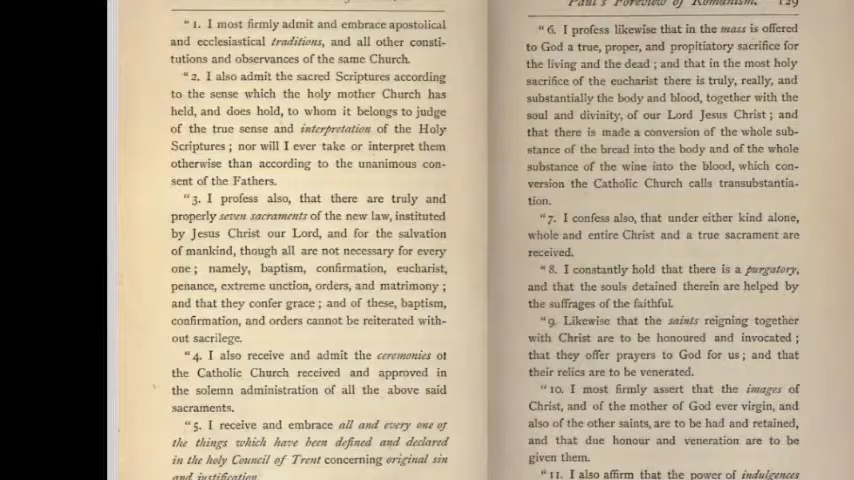 "1. I most firmly admit and embrace apostolical
and ecclesiastical traditions, and all other consti-
tutions and observances of the same Church.
"2. I also admit the sacred Scriptures according
to the sense which the holy mother Church has
held, and does hold, to whom it belongs to judge
of the true sense and interpretation of the Holy
Scriptures ; nor will I ever take or interpret them
otherwise than according to the unanimous con-
sent of the Fathers.
"3. I profess also, that there are truly and
properly seven sacraments of the new law, instituted
by Jesus Christ our Lord, and for the salvation
of mankind, though all are not necessary for every
one ; namely, baptism, confirmation, eucharist,
penance, extreme unction, orders, and matrimony ;
and that they confer grace ; and of these, baptism,
confirmation, and orders cannot be reiterated with-
out sacrilege.
"4. I also receive and admit the ceremonies of
the Catholic Church received and approved in
the solemn administration of all the above said
sacraments.
"5. I receive and embrace all and every one of
the things which have been defined and declared
in the holy Council of Trent concerning original sin
and justification.
Paul's Foreview of Romanism. 129
"6. I profess likewise that in the mass is offered
to God a true, proper, and propitiatory sacrifice for
the living and the dead ; and that in the most holy
sacrifice of the eucharist there is truly, really, and
substantially the body and blood, together with the
soul and divinity, of our Lord Jesus Christ ; and
that there is made a conversion of the whole sub-
stance of the bread into the body and of the whole
substance of the wine into the blood, which con-
version the Catholic Church calls transubstantia-
tion.
"7. I confess also, that under either kind alone,
whole and entire Christ and a true sacrament are
received.
"8. I constantly hold that there is a purgatory,
and that the souls detained therein are helped by
the suffrages of the faithful.
"9. Likewise that the saints reigning together
with Christ are to be honoured and invocated ;
that they offer prayers to God for us ; and that
their relics are to be venerated.
"10. I most firmly assert that the images of
Christ, and of the mother of God ever virgin, and
also of the other saints, are to be had and retained,
and that due honour and veneration are to be
given them.
"11. I also affirm that the power of indulgences